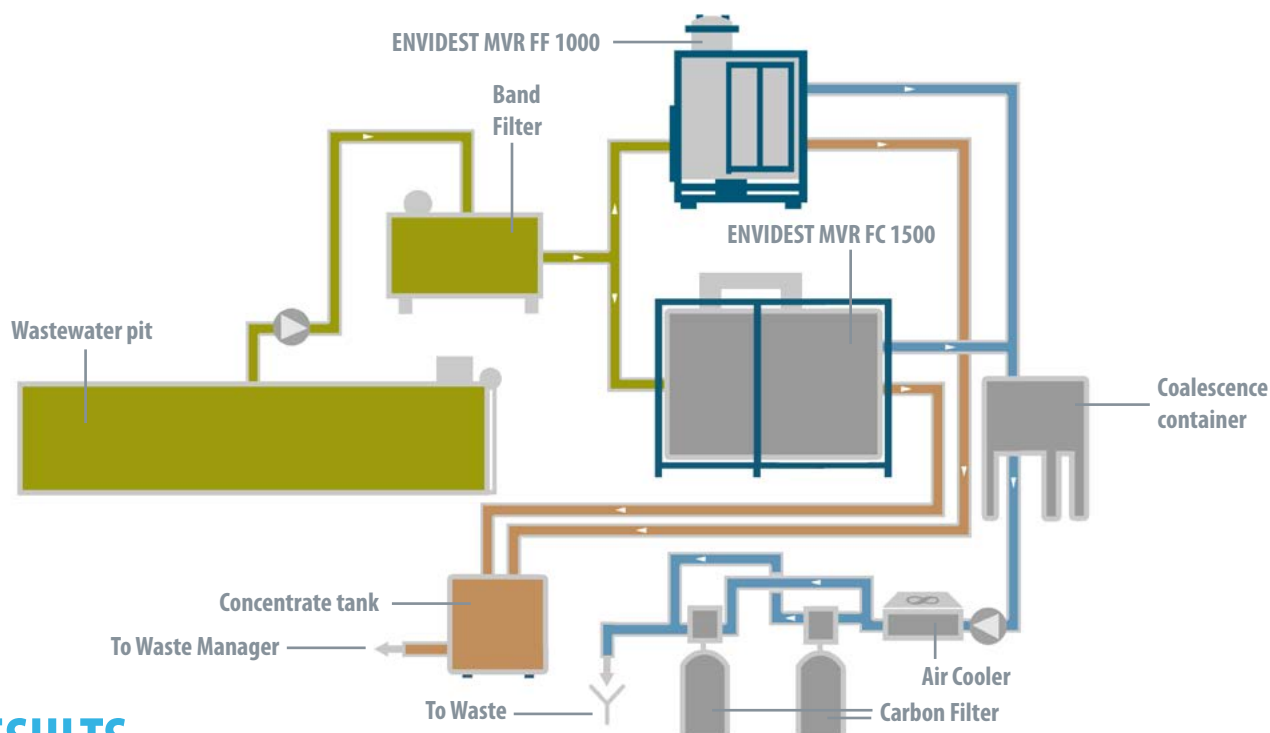 ENVIDEST MVR FF 1000
Band
Filter
ENVIDEST MVR FC 1500
Wastewater pit
Coalescence
container
Concentrate tank
To Waste Manager
Air Cooler
To Waste
Carbon Filter